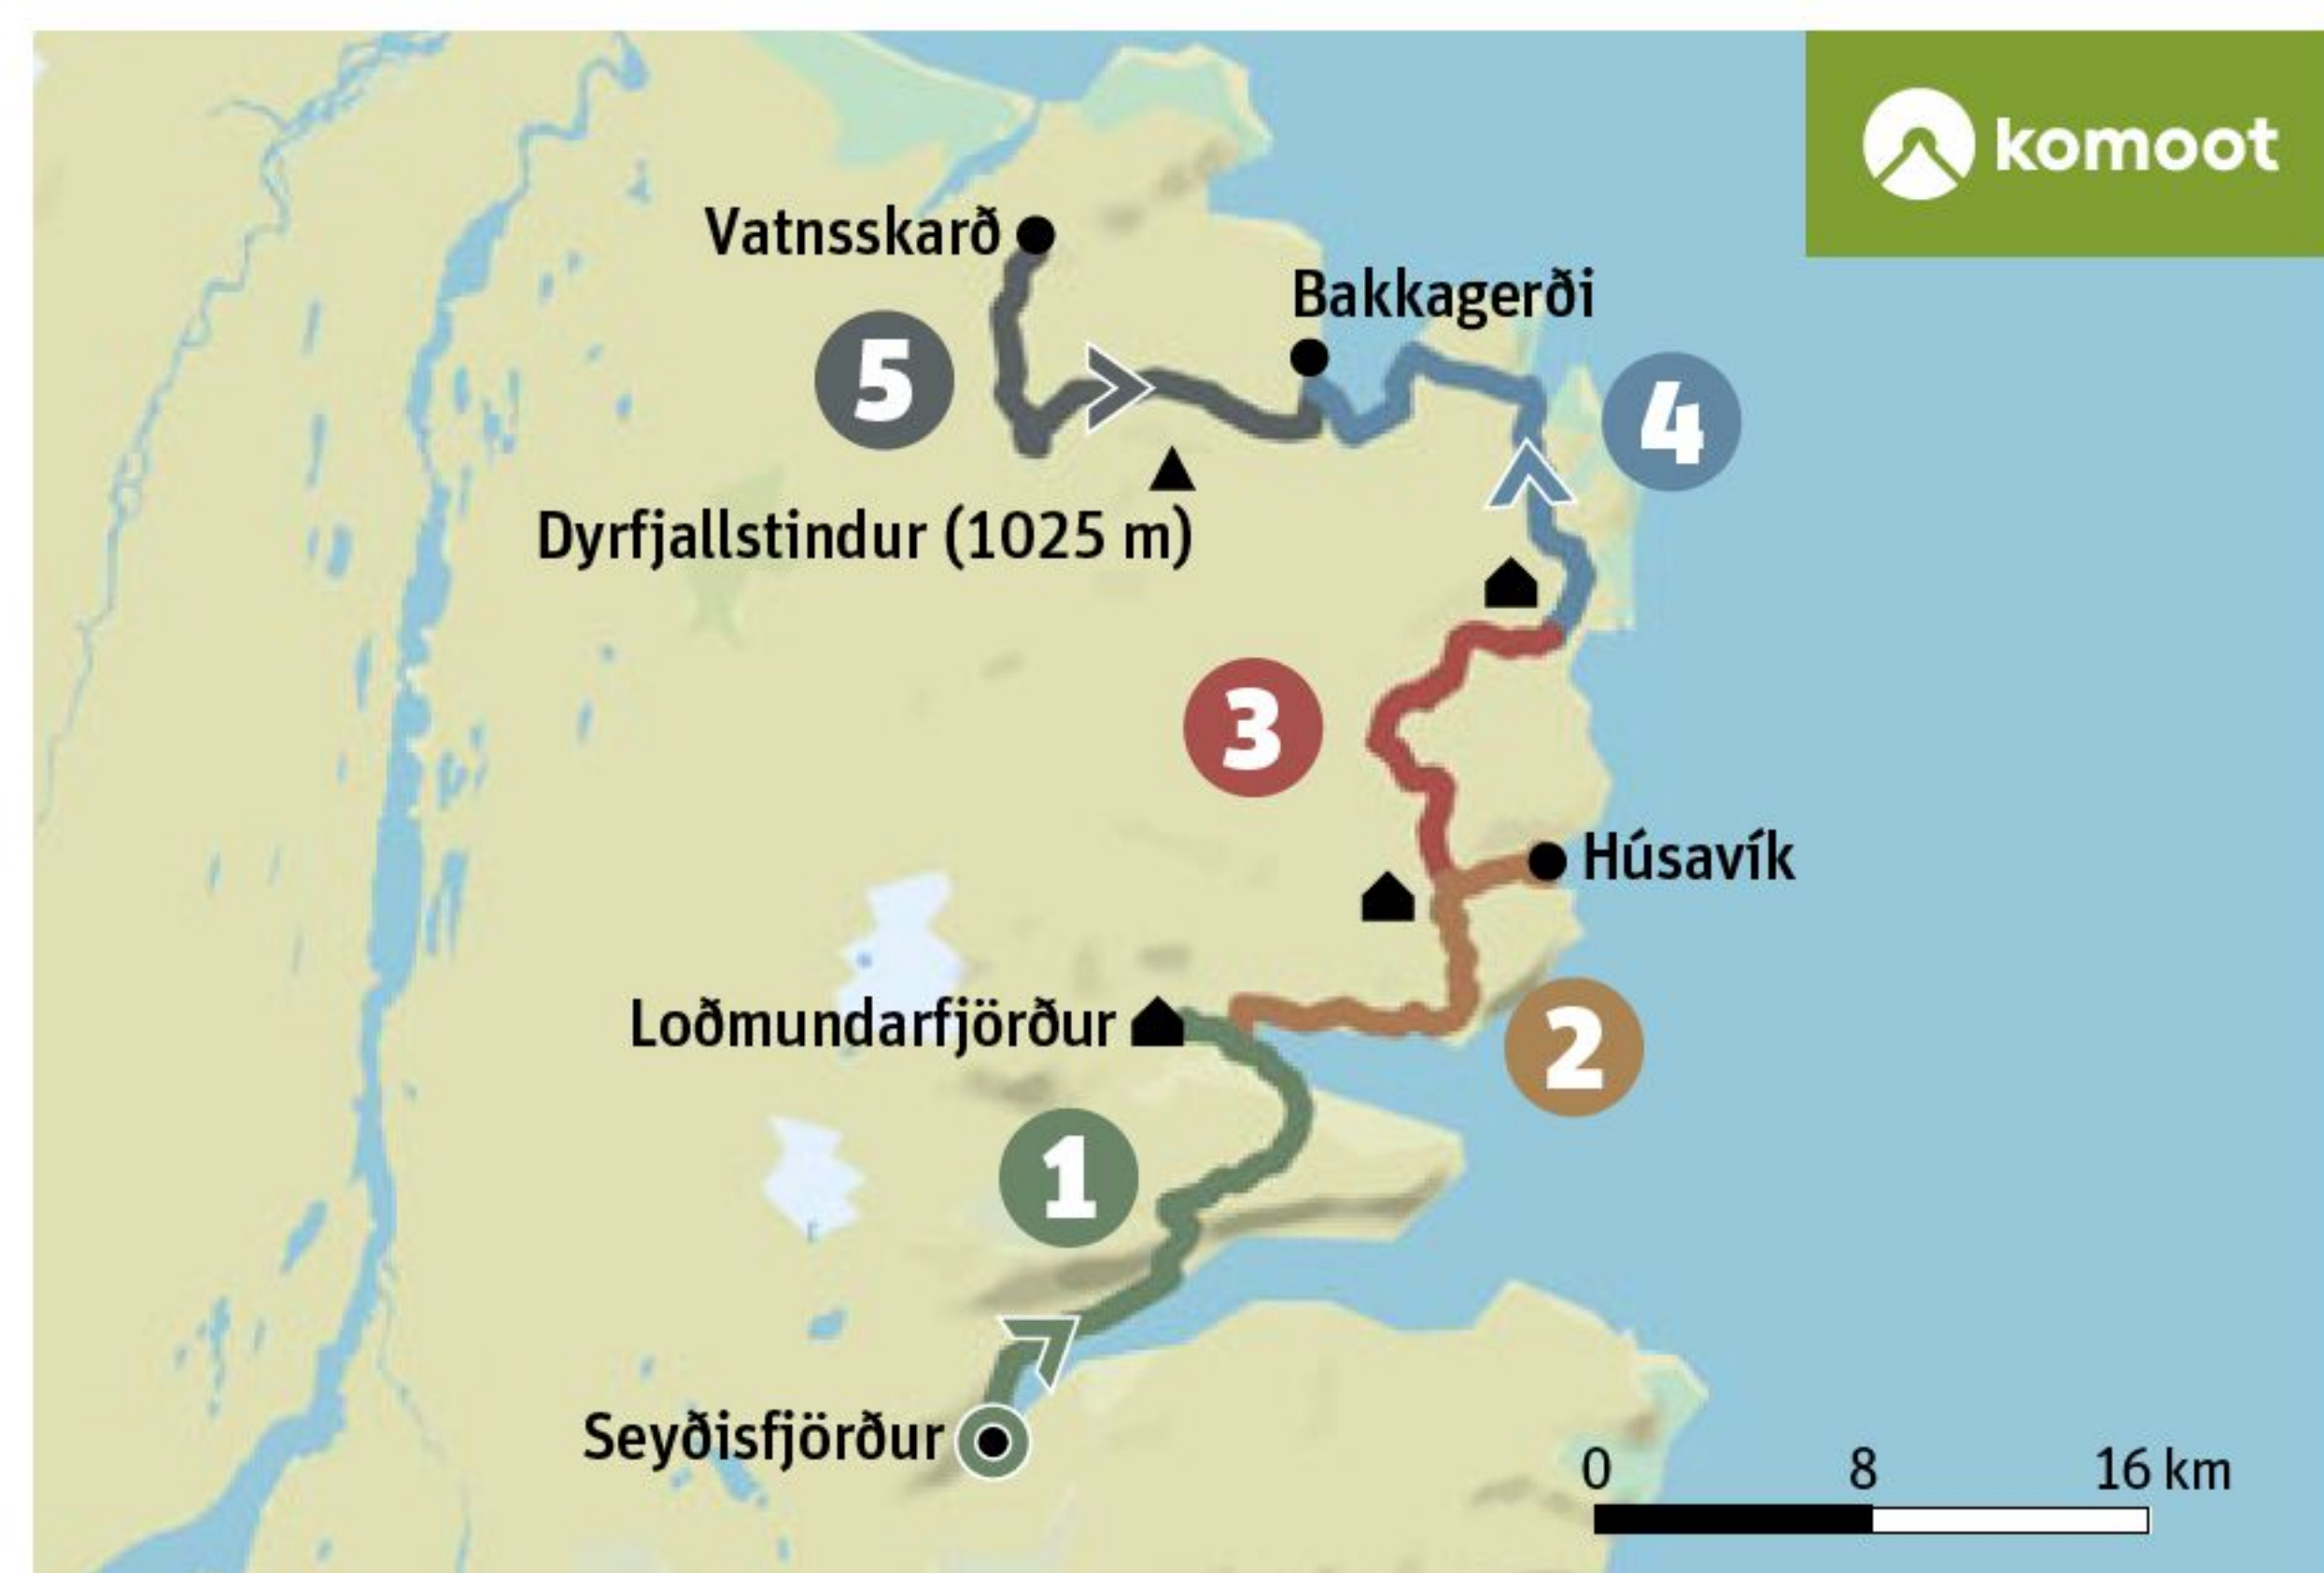 komoot
Vatnsskarð
Bakkagerði
5
4
Dyrfjallstindur (1025 m)
3
Húsavík
Loðmundarfjörður
2
1
Seyðisfjörður
0 8 16 km